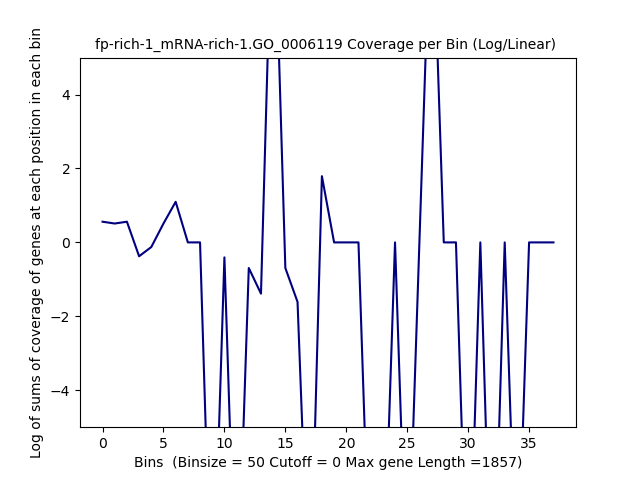 fp-rich-1_mRNA-rich-1.GO_0006119 Coverage per Bin (Log/Linear)
Log of sums of coverage of genes at each position in each bin
4
2
0
−2
−4
0 5 10 15 20 25 30 35
Bins  (Binsize = 50 Cutoff = 0 Max gene Length =1857)